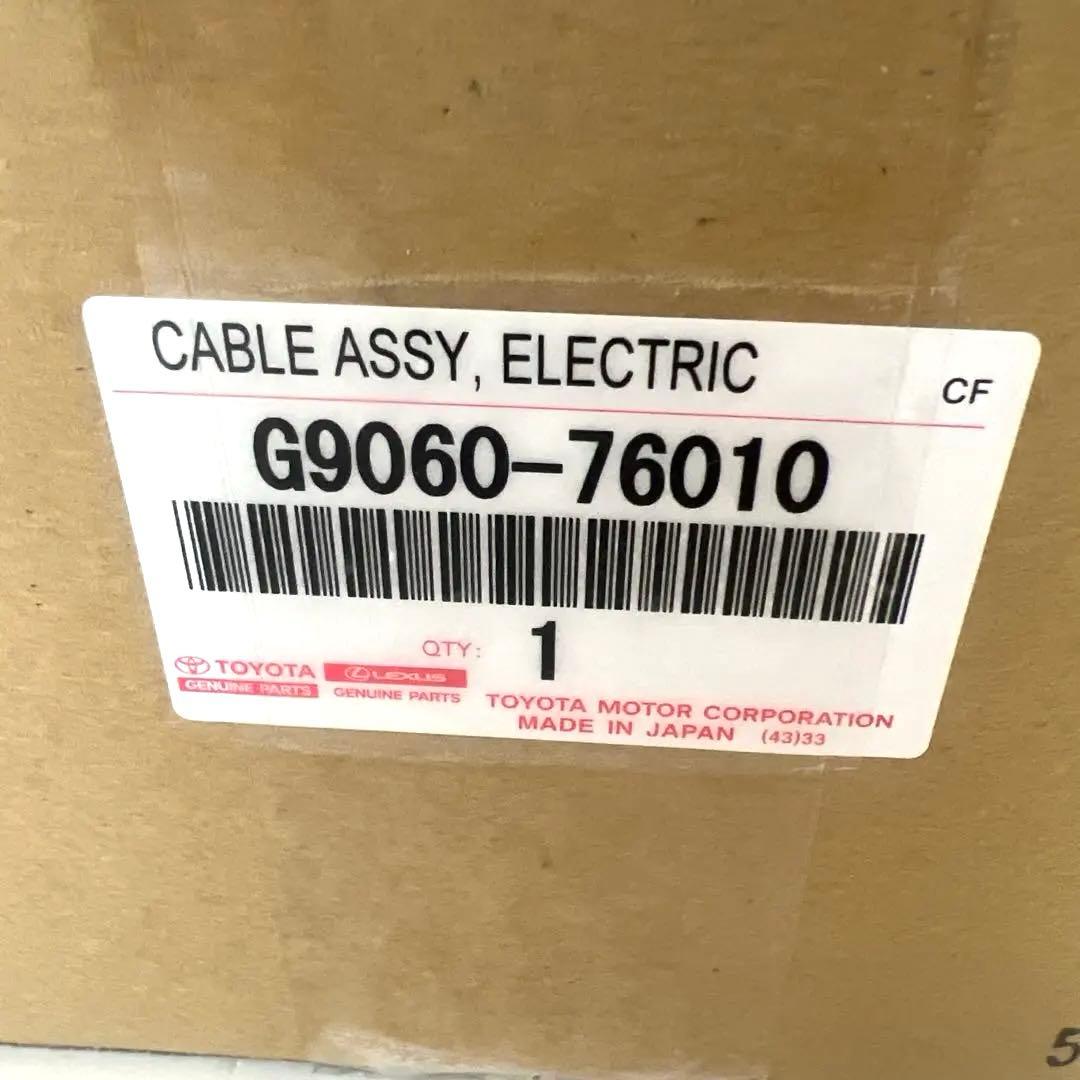 CABLE ASSY, ELECTRIC
CF
G9060-76010
QTY: 1
TOYOTA
GENUINE PARTS
LEXUS
GENUINE PARTS
TOYOTA MOTOR CORPORATION
MADE IN JAPAN (43)33
5